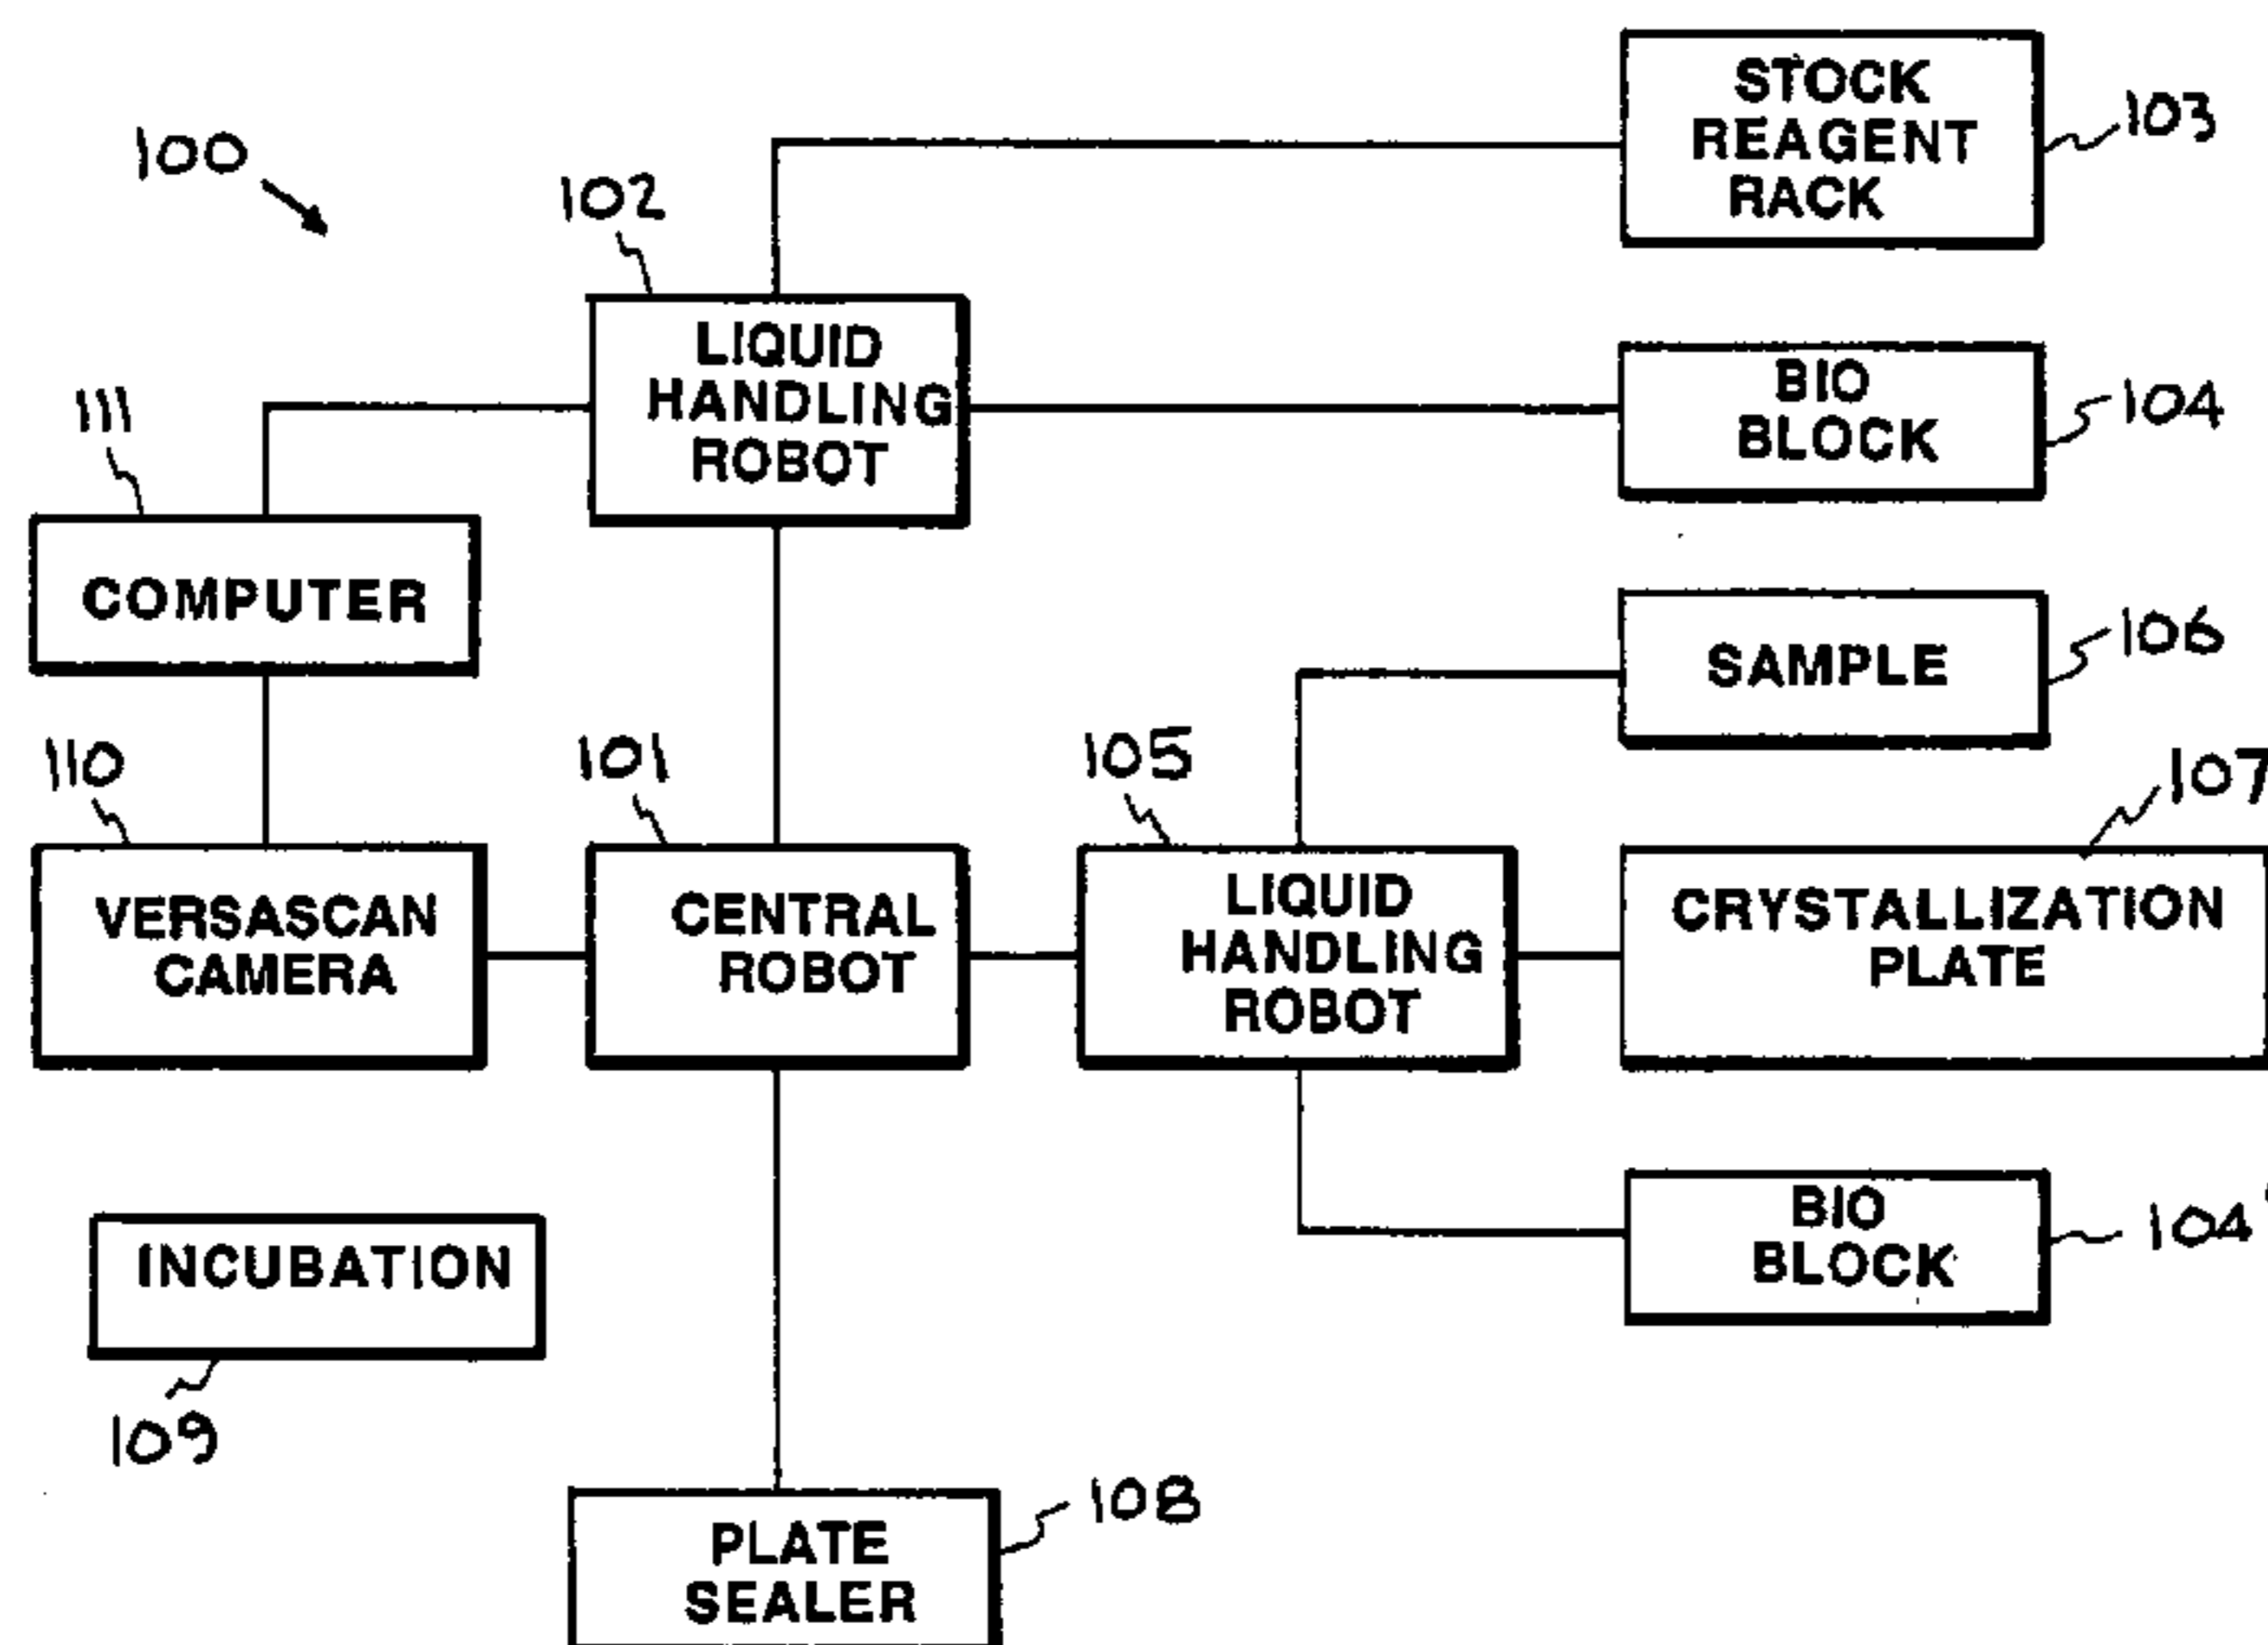 100
102
STOCK
REAGENT
RACK
103
LIQUID
HANDLING
ROBOT
BIO
BLOCK
104
111
COMPUTER
SAMPLE
106
110
101
105
107
VERSASCAN
CAMERA
CENTRAL
ROBOT
LIQUID
HANDLING
ROBOT
CRYSTALLIZATION
PLATE
INCUBATION
109
BIO
BLOCK
104'
PLATE
SEALER
108